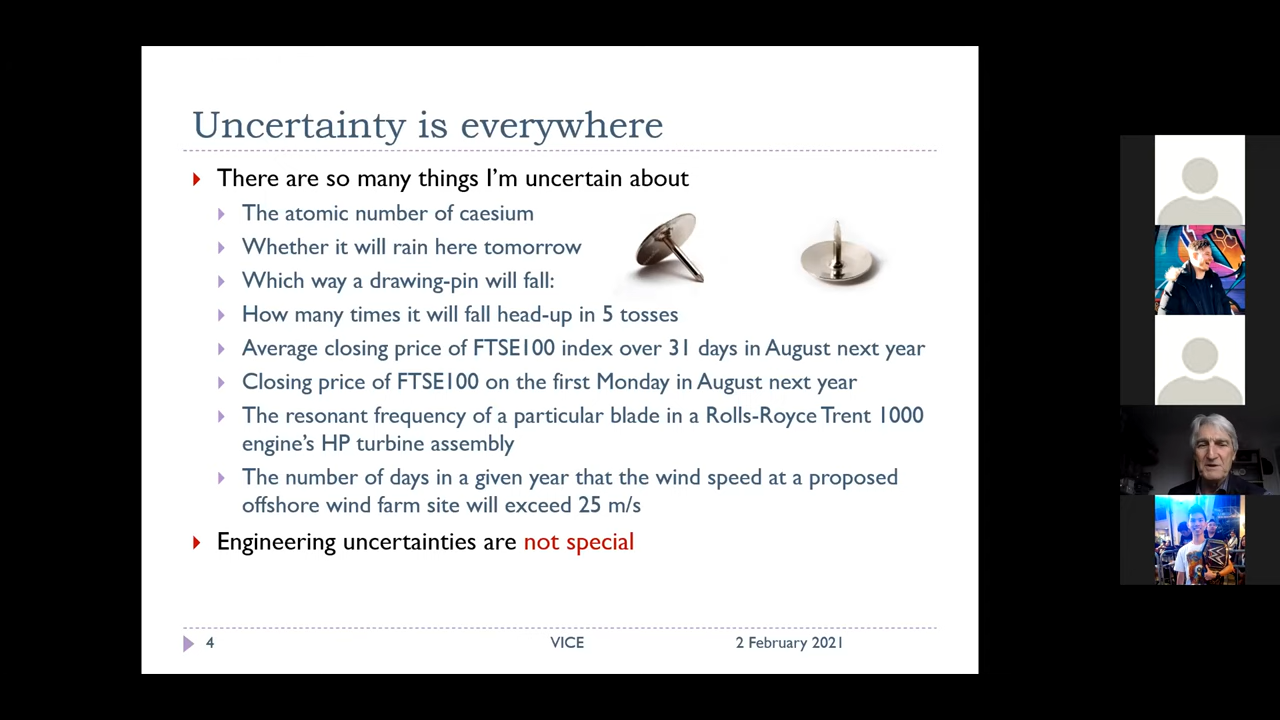 Uncertainty is everywhere
There are so many things I'm uncertain about
The atomic number of caesium
Whether it will rain here tomorrow
Which way a drawing-pin will fall:
How many times it will fall head-up in 5 tosses
Average closing price of FTSE100 index over 31 days in August next year
Closing price of FTSE100 on the first Monday in August next year
The resonant frequency of a particular blade in a Rolls-Royce Trent 1000
engine's HP turbine assembly
The number of days in a given year that the wind speed at a proposed
offshore wind farm site will exceed 25 m/s
Engineering uncertainties are not special
4 VICE 2 February 2021